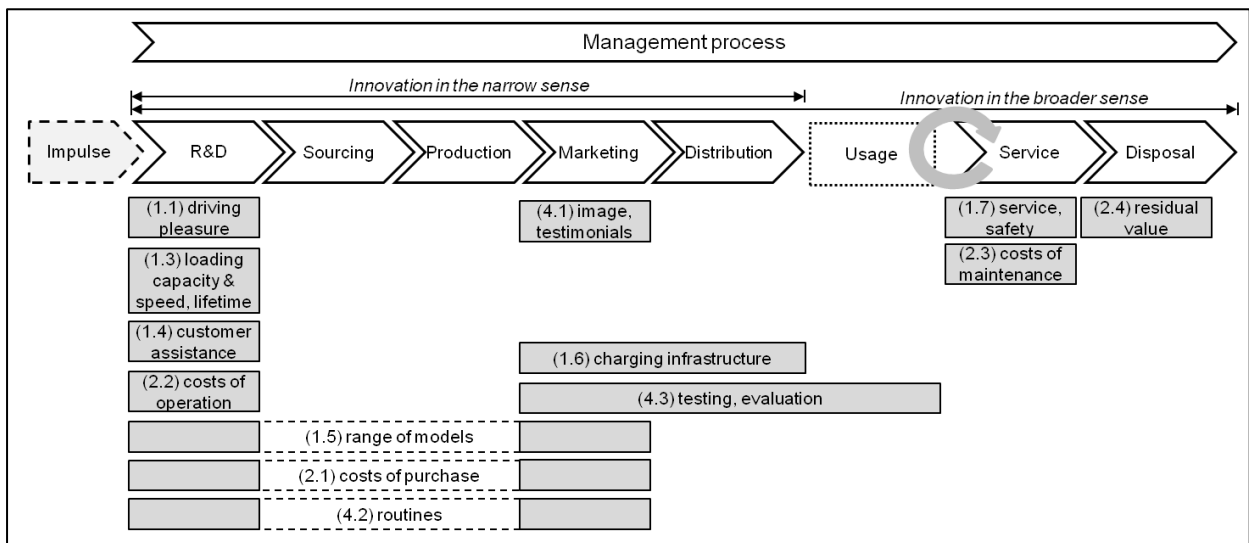 Management process
Innovation in the narrow sense
Innovation in the broader sense
Impulse
R&D
Sourcing
Production
Marketing
Distribution
Usage
Service
Disposal
(1.1) driving
pleasure
(4.1) image,
testimonials
(1.7) service,
safety
(2.4) residual
value
(1.3) loading
capacity &
speed, lifetime
(2.3) costs of
maintenance
(1.4) customer
assistance
(1.6) charging infrastructure
(2.2) costs of
operation
(4.3) testing, evaluation
(1.5) range of models
(2.1) costs of purchase
(4.2) routines